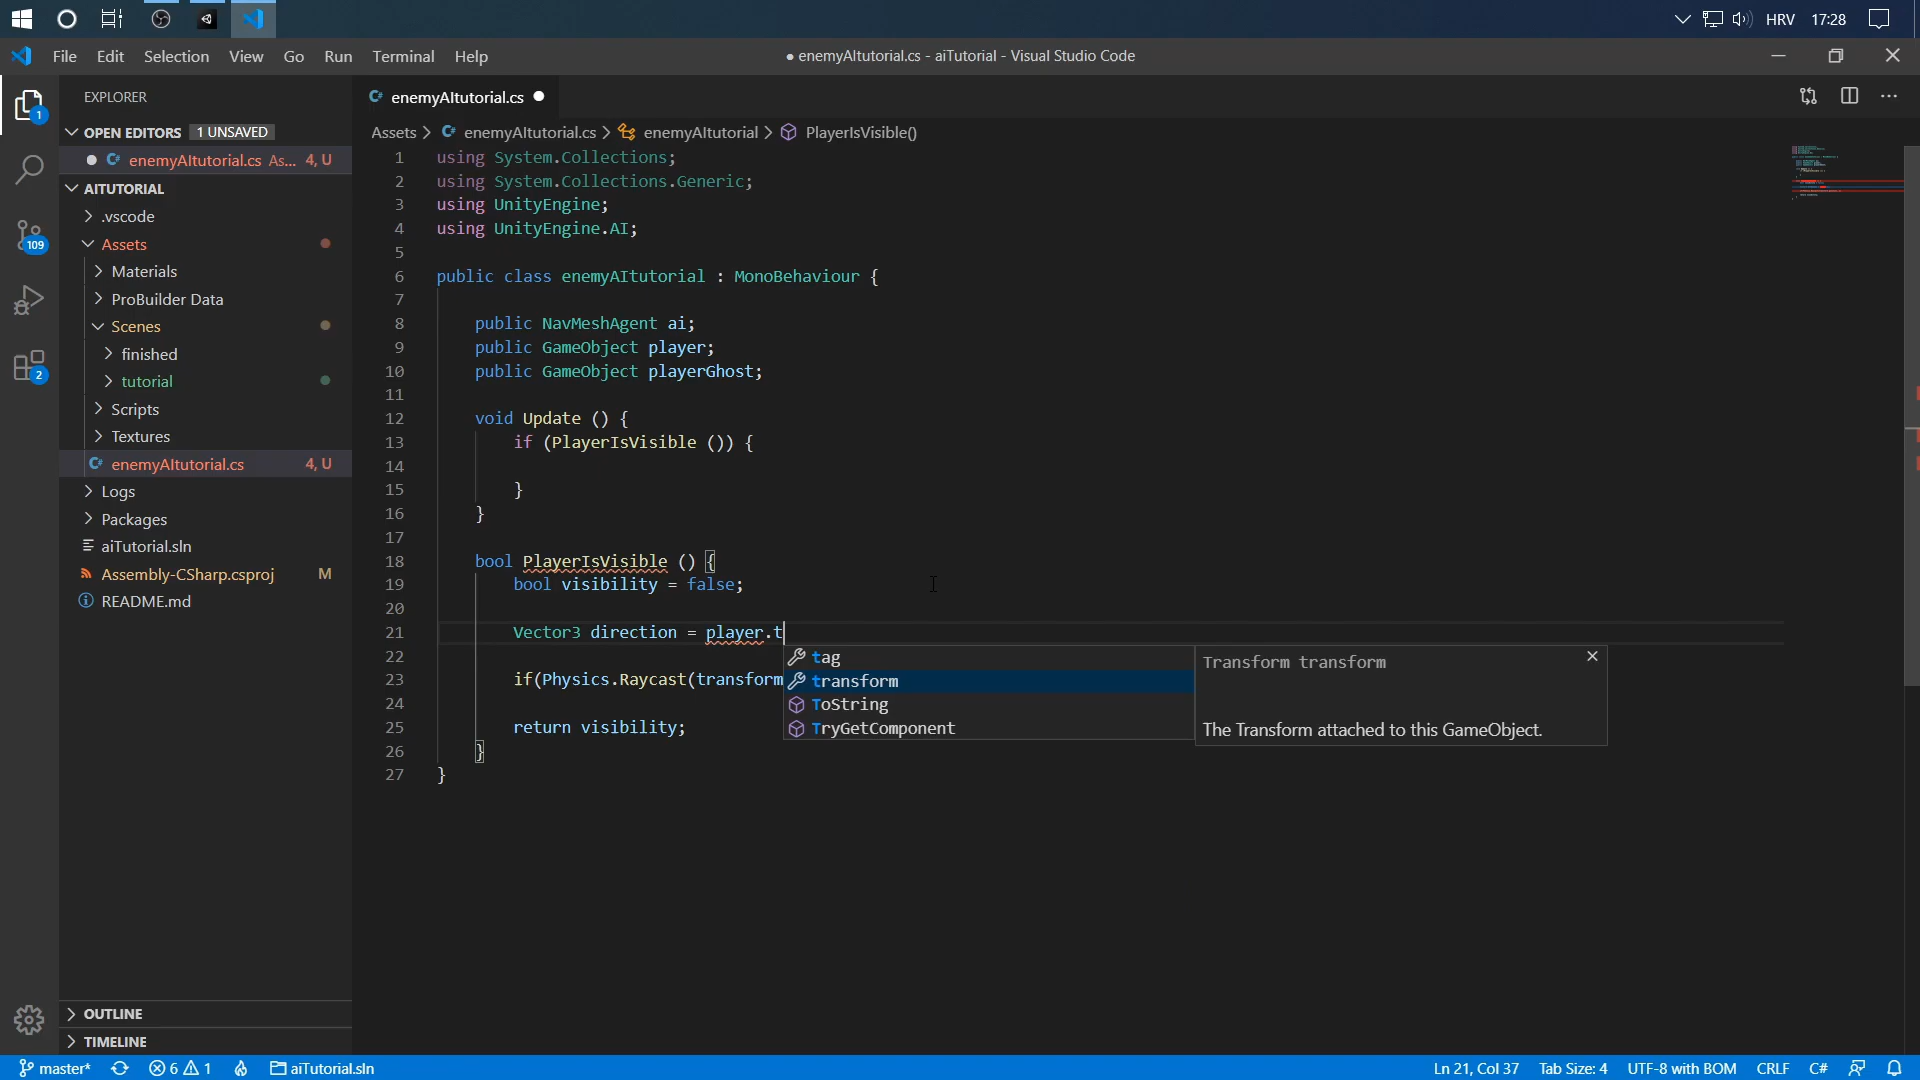 HRV 17:28
File Edit Selection View Go Run Terminal Help
● enemyAItutorial.cs - aiTutorial - Visual Studio Code
EXPLORER
OPEN EDITORS 1 UNSAVED
enemyAItutorial.cs As... 4, U
AITUTORIAL
.vscode
Assets
Materials
ProBuilder Data
Scenes
finished
tutorial
Scripts
Textures
enemyAItutorial.cs 4, U
Logs
Packages
aiTutorial.sln
Assembly-CSharp.csproj M
README.md
OUTLINE
TIMELINE
1
109
2
enemyAItutorial.cs
Assets > enemyAItutorial.cs > enemyAItutorial > PlayerIsVisible()
1 using System.Collections;
2 using System.Collections.Generic;
3 using UnityEngine;
4 using UnityEngine.AI;
5
6 public class enemyAItutorial : MonoBehaviour {
7
8 public NavMeshAgent ai;
9 public GameObject player;
10 public GameObject playerGhost;
11
12 void Update () {
13 if (PlayerIsVisible ()) {
14
15 }
16 }
17
18 bool PlayerIsVisible () {
19 bool visibility = false;
20
21 Vector3 direction = player.t
22
23 if(Physics.Raycast(transform
24
25 return visibility;
26 }
27 }
tag
transform
ToString
TryGetComponent
Transform transform
The Transform attached to this GameObject.
master* 6 1 aiTutorial.sln
Ln 21, Col 37 Tab Size: 4 UTF-8 with BOM CRLF C#